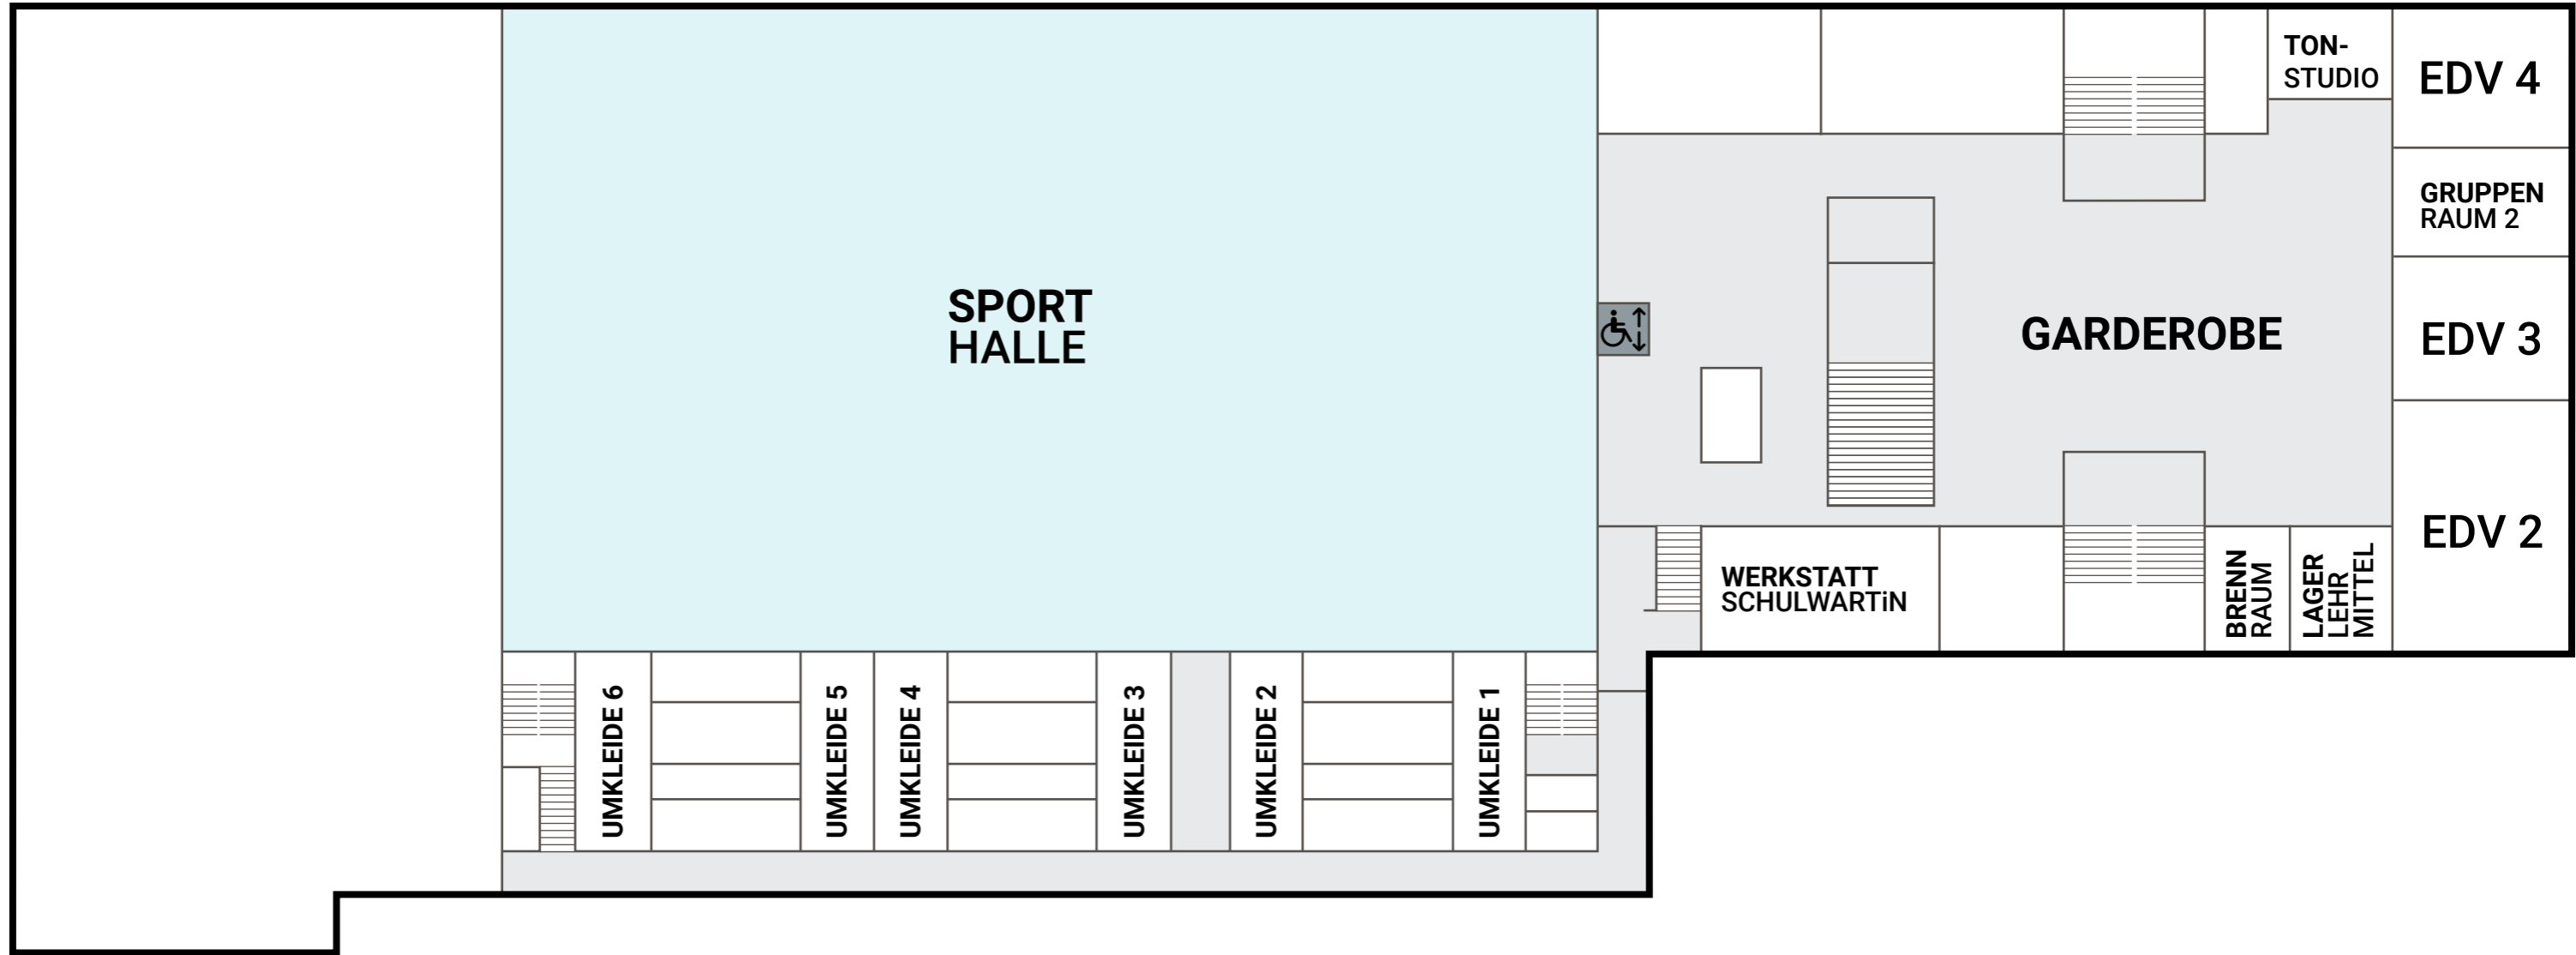 TON-
STUDIO
EDV 4
GRUPPEN
RAUM 2
SPORT
HALLE
GARDEROBE
EDV 3
EDV 2
WERKSTATT
SCHULWARTiN
BRENN
RAUM
LAGER
LEHR
MITTEL
UMKLEIDE 6
UMKLEIDE 5
UMKLEIDE 4
UMKLEIDE 3
UMKLEIDE 2
UMKLEIDE 1